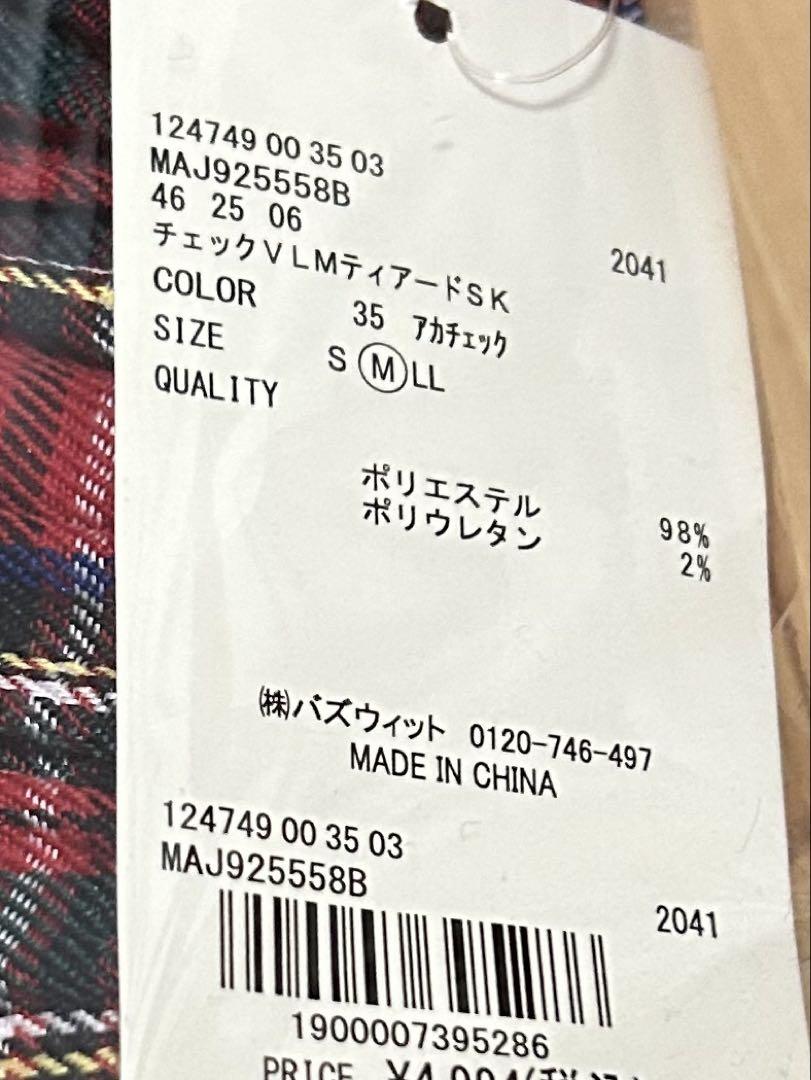 124749 00 35 03
MAJ925558B
46 25 06
2041
チェックVLMティアードSK
COLOR 35 アカチェック
SIZE S M LL
QUALITY
ポリエステル 98%
ポリウレタン 2%
㈱バズウィット 0120-746-497
MADE IN CHINA
124749 00 35 03
MAJ925558B
2041
1900007395286
PRICE